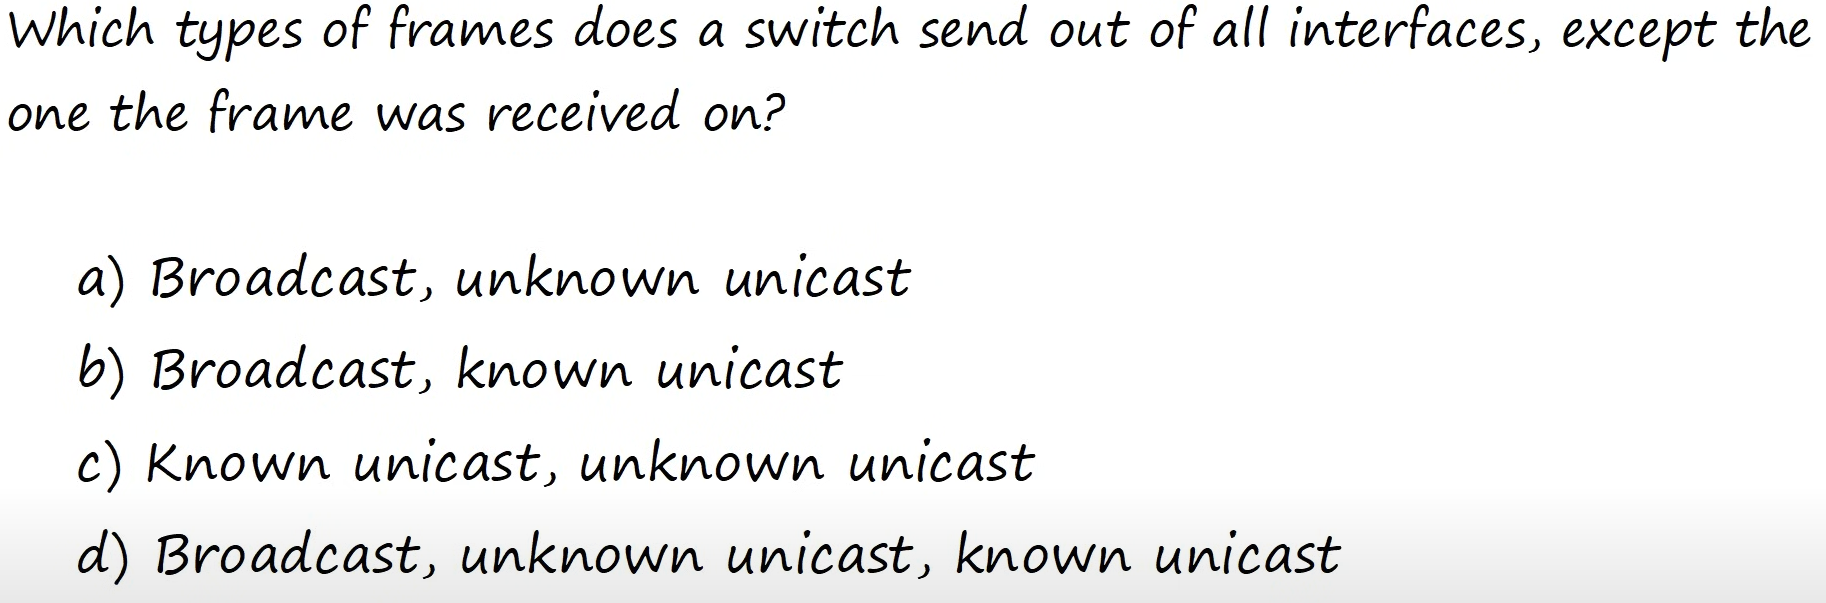 Which types of frames does a switch send out of all interfaces, except the
one the frame was received on?
a) Broadcast, unknown unicast
b) Broadcast, known unicast
c) Known unicast, unknown unicast
d) Broadcast, unknown unicast, known unicast